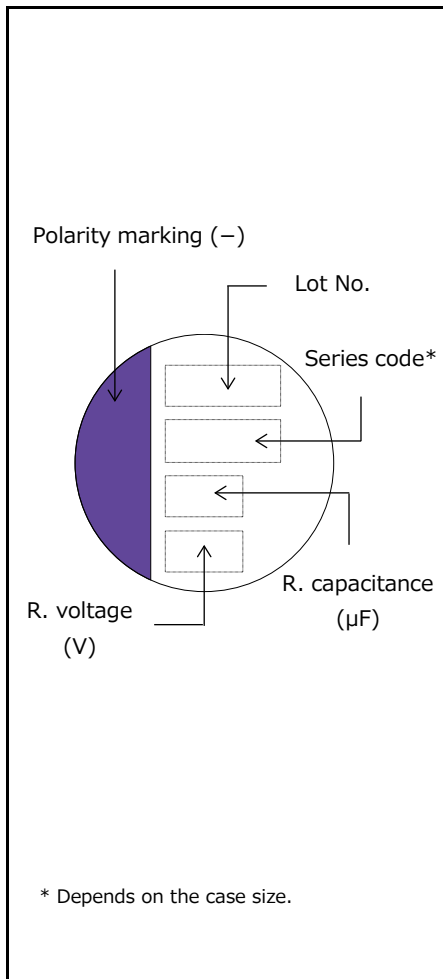 Polarity marking (−)
Lot No.
Series code*
R. capacitance
(μF)
R. voltage
(V)
* Depends on the case size.